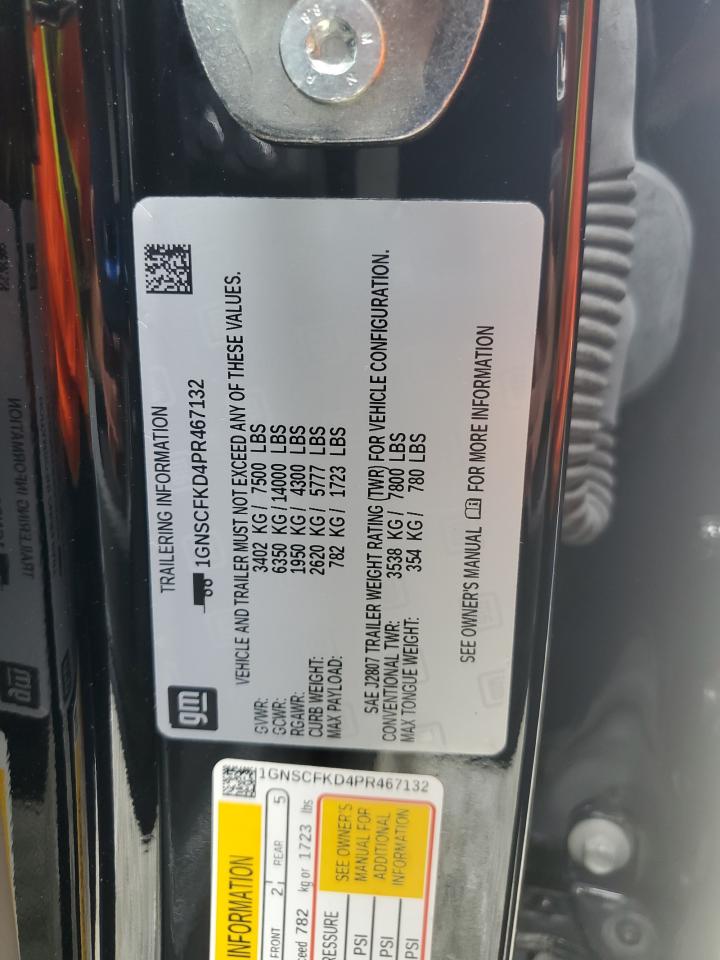 gm
TRAILERING INFORMATION
1GNSCFKD4PR467132
VEHICLE AND TRAILER MUST NOT EXCEED ANY OF THESE VALUES.
GVWR: 3402 KG / 7500 LBS
GCWR: 6350 KG / 14000 LBS
RGAWR: 1950 KG / 4300 LBS
CURB WEIGHT: 2620 KG / 5777 LBS
MAX PAYLOAD: 782 KG / 1723 LBS
SAE J2807 TRAILER WEIGHT RATING (TWR) FOR VEHICLE CONFIGURATION.
CONVENTIONAL TWR: 3538 KG / 7800 LBS
MAX TONGUE WEIGHT: 354 KG / 780 LBS
SEE OWNER'S MANUAL FOR MORE INFORMATION
1GNSCFKD4PR467132
INFORMATION
FRONT 2 REAR 5
782 kg or 1723 lbs
SEE OWNER'S
MANUAL FOR
ADDITIONAL
INFORMATION
PSI
PSI
PSI